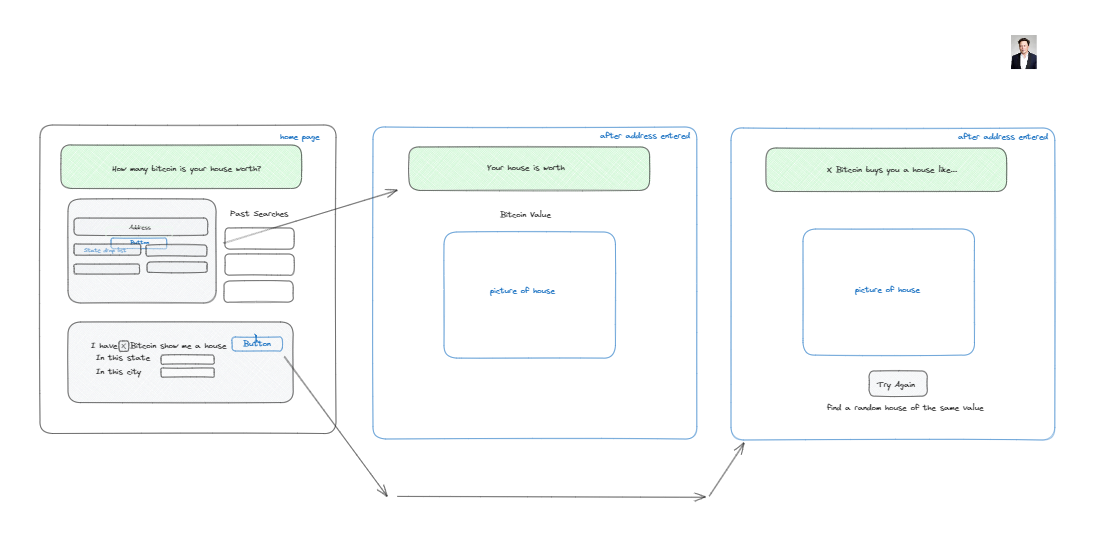 home page
How many bitcoin is your house worth?
Address
Button
State drop list
Past Searches
I have X Bitcoin show me a house
Button
In this state
In this city
after address entered
Your house is worth
Bitcoin Value
picture of house
after address entered
X Bitcoin buys you a house like...
picture of house
Try Again
find a random house of the same value